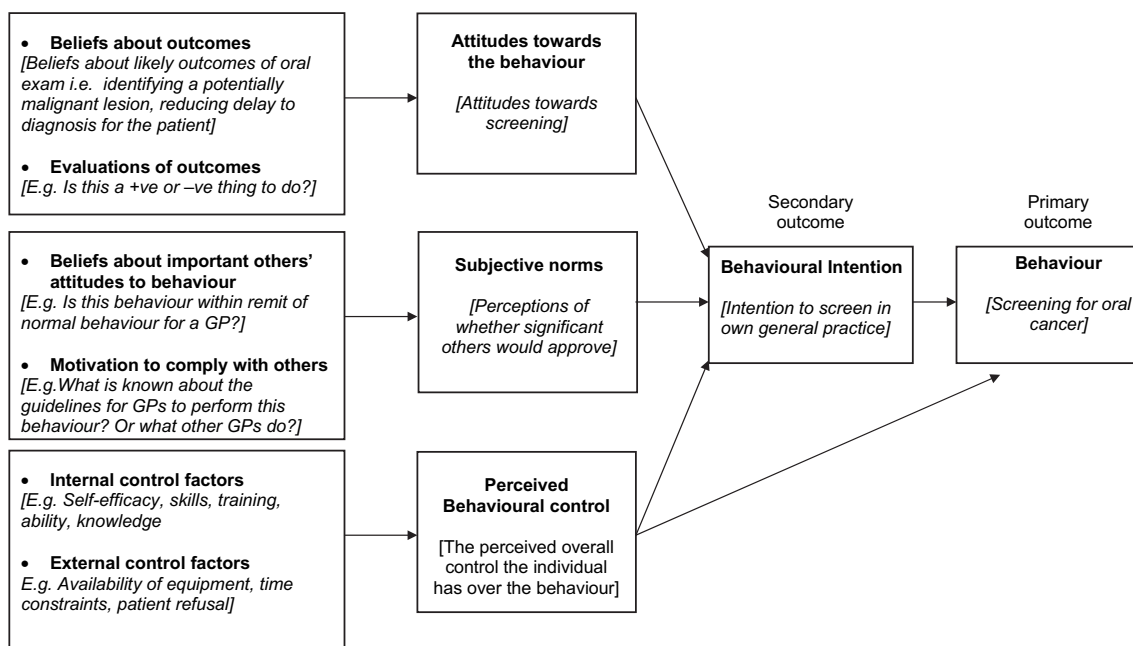 • Beliefs about outcomes
[Beliefs about likely outcomes of oral
exam i.e. identifying a potentially
malignant lesion, reducing delay to
diagnosis for the patient]
• Evaluations of outcomes
[E.g. Is this a +ve or –ve thing to do?]
Attitudes towards
the behaviour
[Attitudes towards
screening]
• Beliefs about important others'
attitudes to behaviour
[E.g. Is this behaviour within remit of
normal behaviour for a GP?]
• Motivation to comply with others
[E.g.What is known about the
guidelines for GPs to perform this
behaviour? Or what other GPs do?]
Subjective norms
[Perceptions of
whether significant
others would approve]
• Internal control factors
[E.g. Self-efficacy, skills, training,
ability, knowledge
• External control factors
E.g. Availability of equipment, time
constraints, patient refusal]
Perceived
Behavioural control
[The perceived overall
control the individual
has over the behaviour]
Secondary
outcome
Behavioural Intention
[Intention to screen in
own general practice]
Primary
outcome
Behaviour
[Screening for oral
cancer]